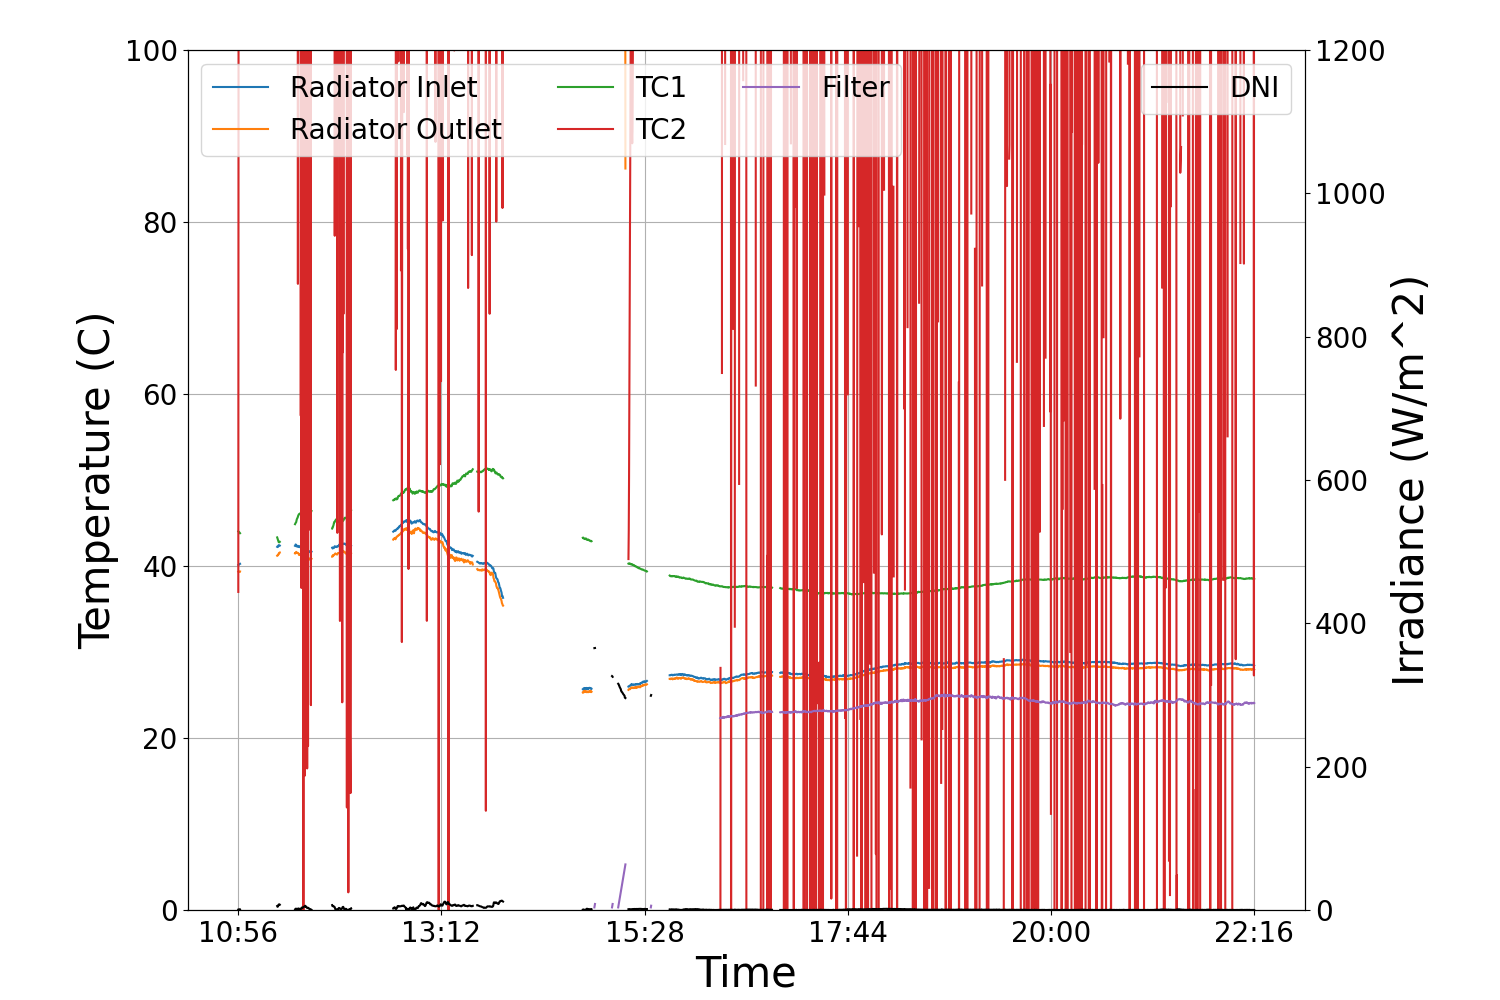 100
80
60
40
20
0
Temperature (C)
Radiator Inlet
Radiator Outlet
TC1
TC2
Filter
DNI
1200
1000
800
600
400
200
0
Irradiance (W/m^2)
10:56
13:12
15:28
17:44
20:00
22:16
Time